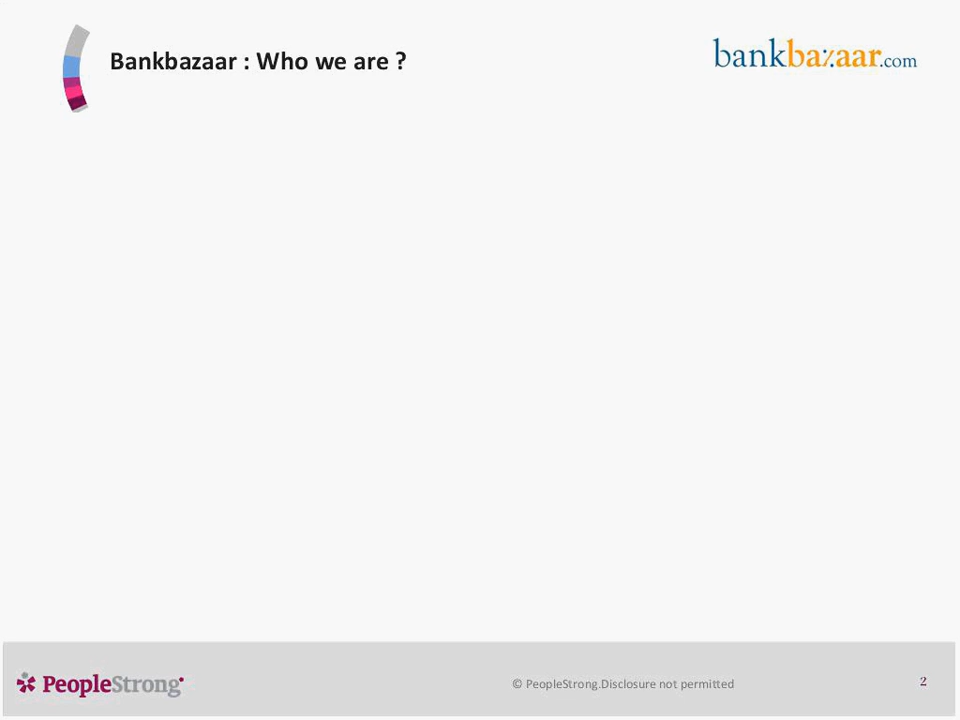 Bankbazaar : Who we are ?
bankbazaar.com
PeopleStrong
© PeopleStrong.Disclosure not permitted
2